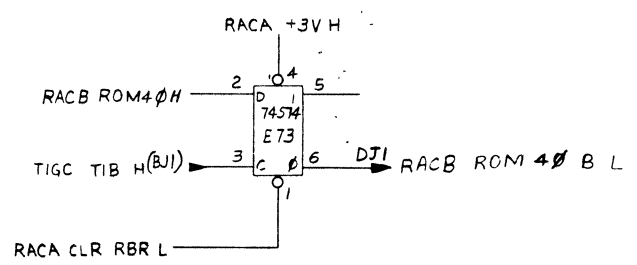 RACA +3V H
4
2
5
RACB ROM4ØH
D 1
74S74
E73
3
6
DJ1
TIGC TIB H(BJ1)
C Ø
RACB ROM 4Ø B L
1
RACA CLR RBR L